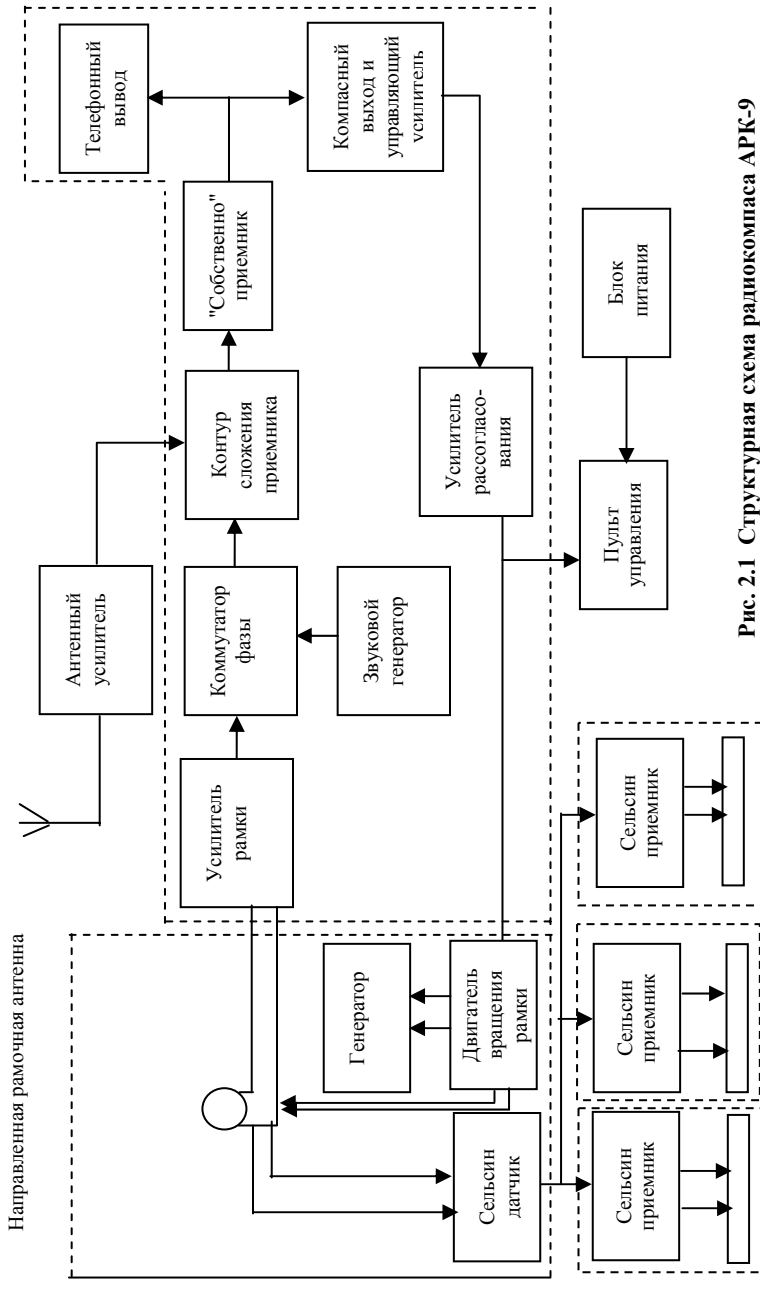 Направленная рамочная антенна
Антенный
усилитель
Телефонный
вывод
Усилитель
рамки
Коммутатор
фазы
Контур
сложения
приемника
"Собственно"
приемник
Компасный
выход и
управляющий
усилитель
Звуковой
генератор
Генератор
Двигатель
вращения
рамки
Усилитель
рассогласо-
вания
Сельсин
датчик
Сельсин
приемник
Сельсин
приемник
Сельсин
приемник
Пульт
управления
Блок
питания
Рис. 2.1 Структурная схема радиокомпаса АРК-9